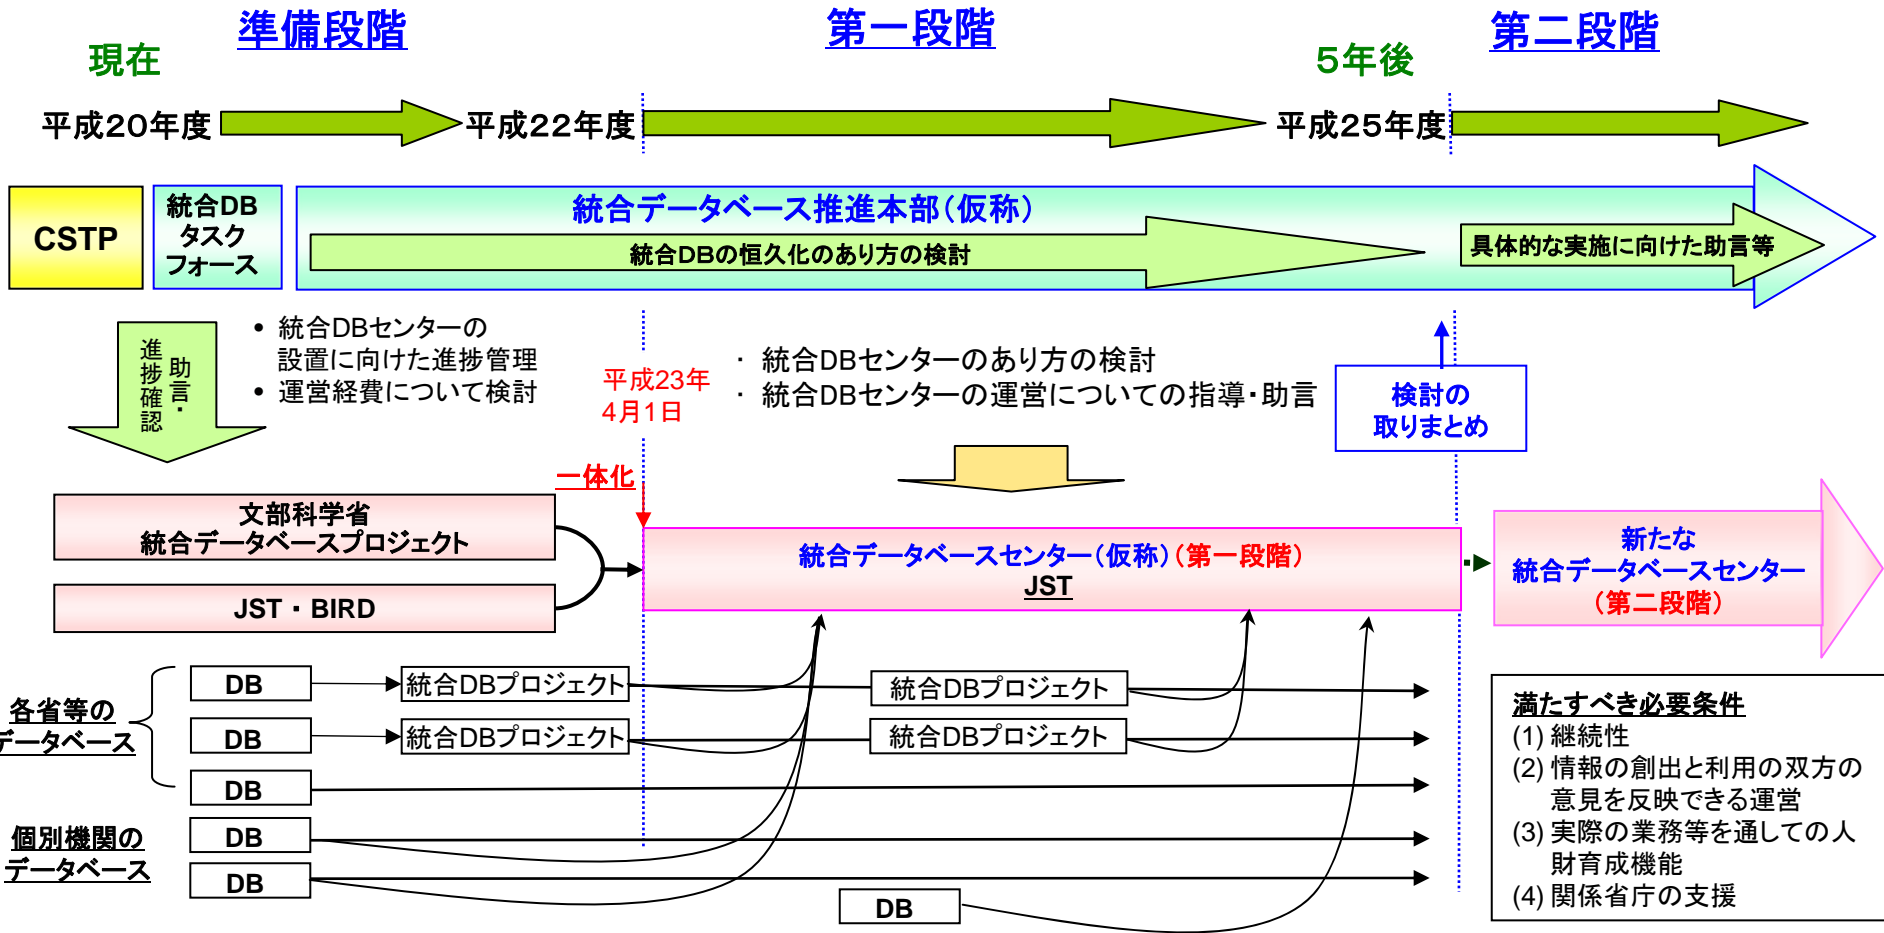 準備段階
第一段階
第二段階
現在
5年後
平成20年度
平成22年度
平成25年度
CSTP
統合DB
タスク
フォース
統合データベース推進本部（仮称）
統合DBの恒久化のあり方の検討
具体的な実施に向けた助言等
助言・
進捗確認
• 統合DBセンターの
設置に向けた進捗管理
• 運営経費について検討
平成23年
4月1日
・ 統合DBセンターのあり方の検討
・ 統合DBセンターの運営についての指導・助言
検討の
取りまとめ
一体化
文部科学省
統合データベースプロジェクト
JST・BIRD
統合データベースセンター（仮称）（第一段階）
JST
新たな
統合データベースセンター
（第二段階）
各省等の
データベース
DB
統合DBプロジェクト
統合DBプロジェクト
DB
統合DBプロジェクト
統合DBプロジェクト
DB
個別機関の
データベース
DB
DB
DB
満たすべき必要条件
(1) 継続性
(2) 情報の創出と利用の双方の
意見を反映できる運営
(3) 実際の業務等を通しての人
財育成機能
(4) 関係省庁の支援